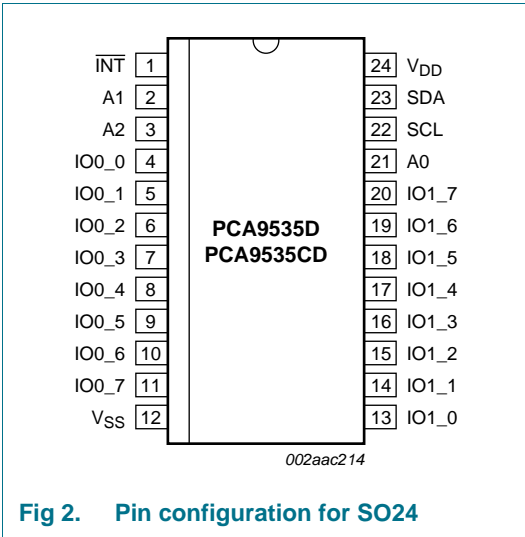 INT 1 24 VDD
A1 2 23 SDA
A2 3 22 SCL
IO0_0 4 21 A0
IO0_1 5 20 IO1_7
IO0_2 6 19 IO1_6
PCA9535D
IO0_3 7 18 IO1_5
PCA9535CD
IO0_4 8 17 IO1_4
IO0_5 9 16 IO1_3
IO0_6 10 15 IO1_2
IO0_7 11 14 IO1_1
VSS 12 13 IO1_0
002aac214
Fig 2. Pin configuration for SO24